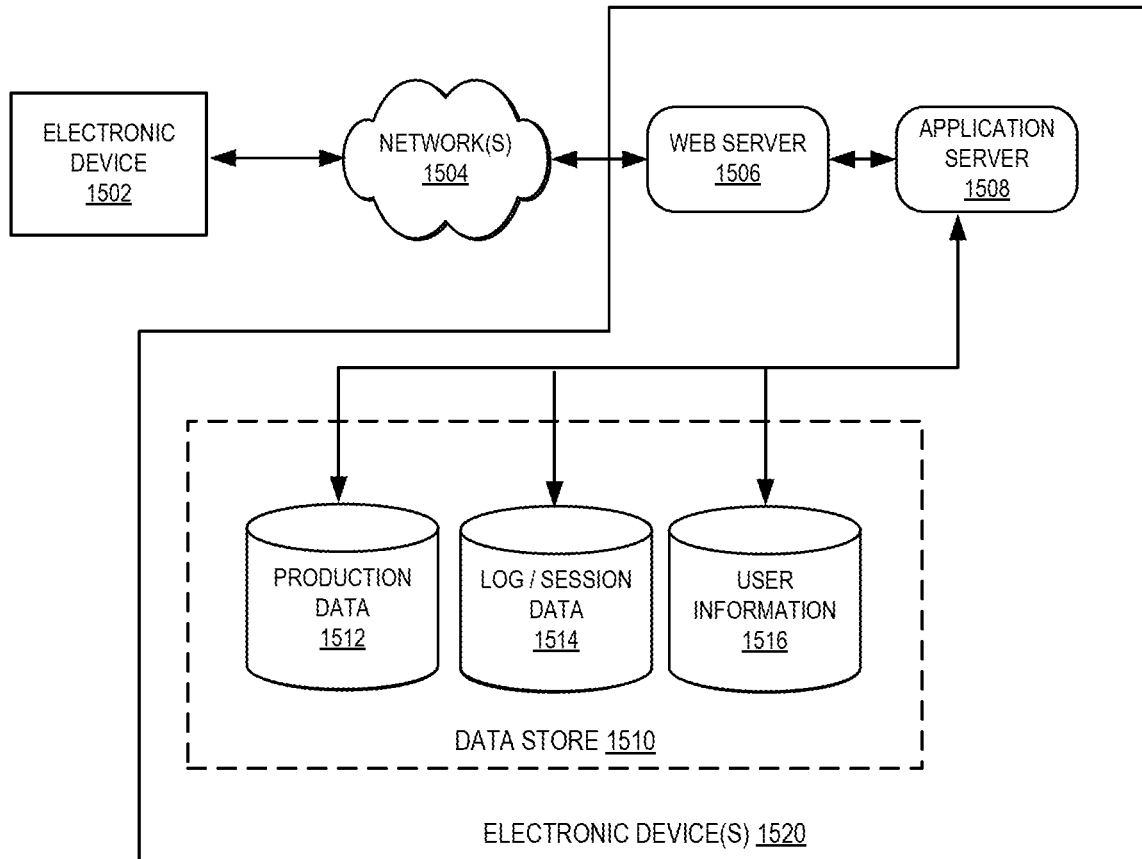 ELECTRONIC
DEVICE
1502
NETWORK(S)
1504
WEB SERVER
1506
APPLICATION
SERVER
1508
PRODUCTION
DATA
1512
LOG / SESSION
DATA
1514
USER
INFORMATION
1516
DATA STORE 1510
ELECTRONIC DEVICE(S) 1520